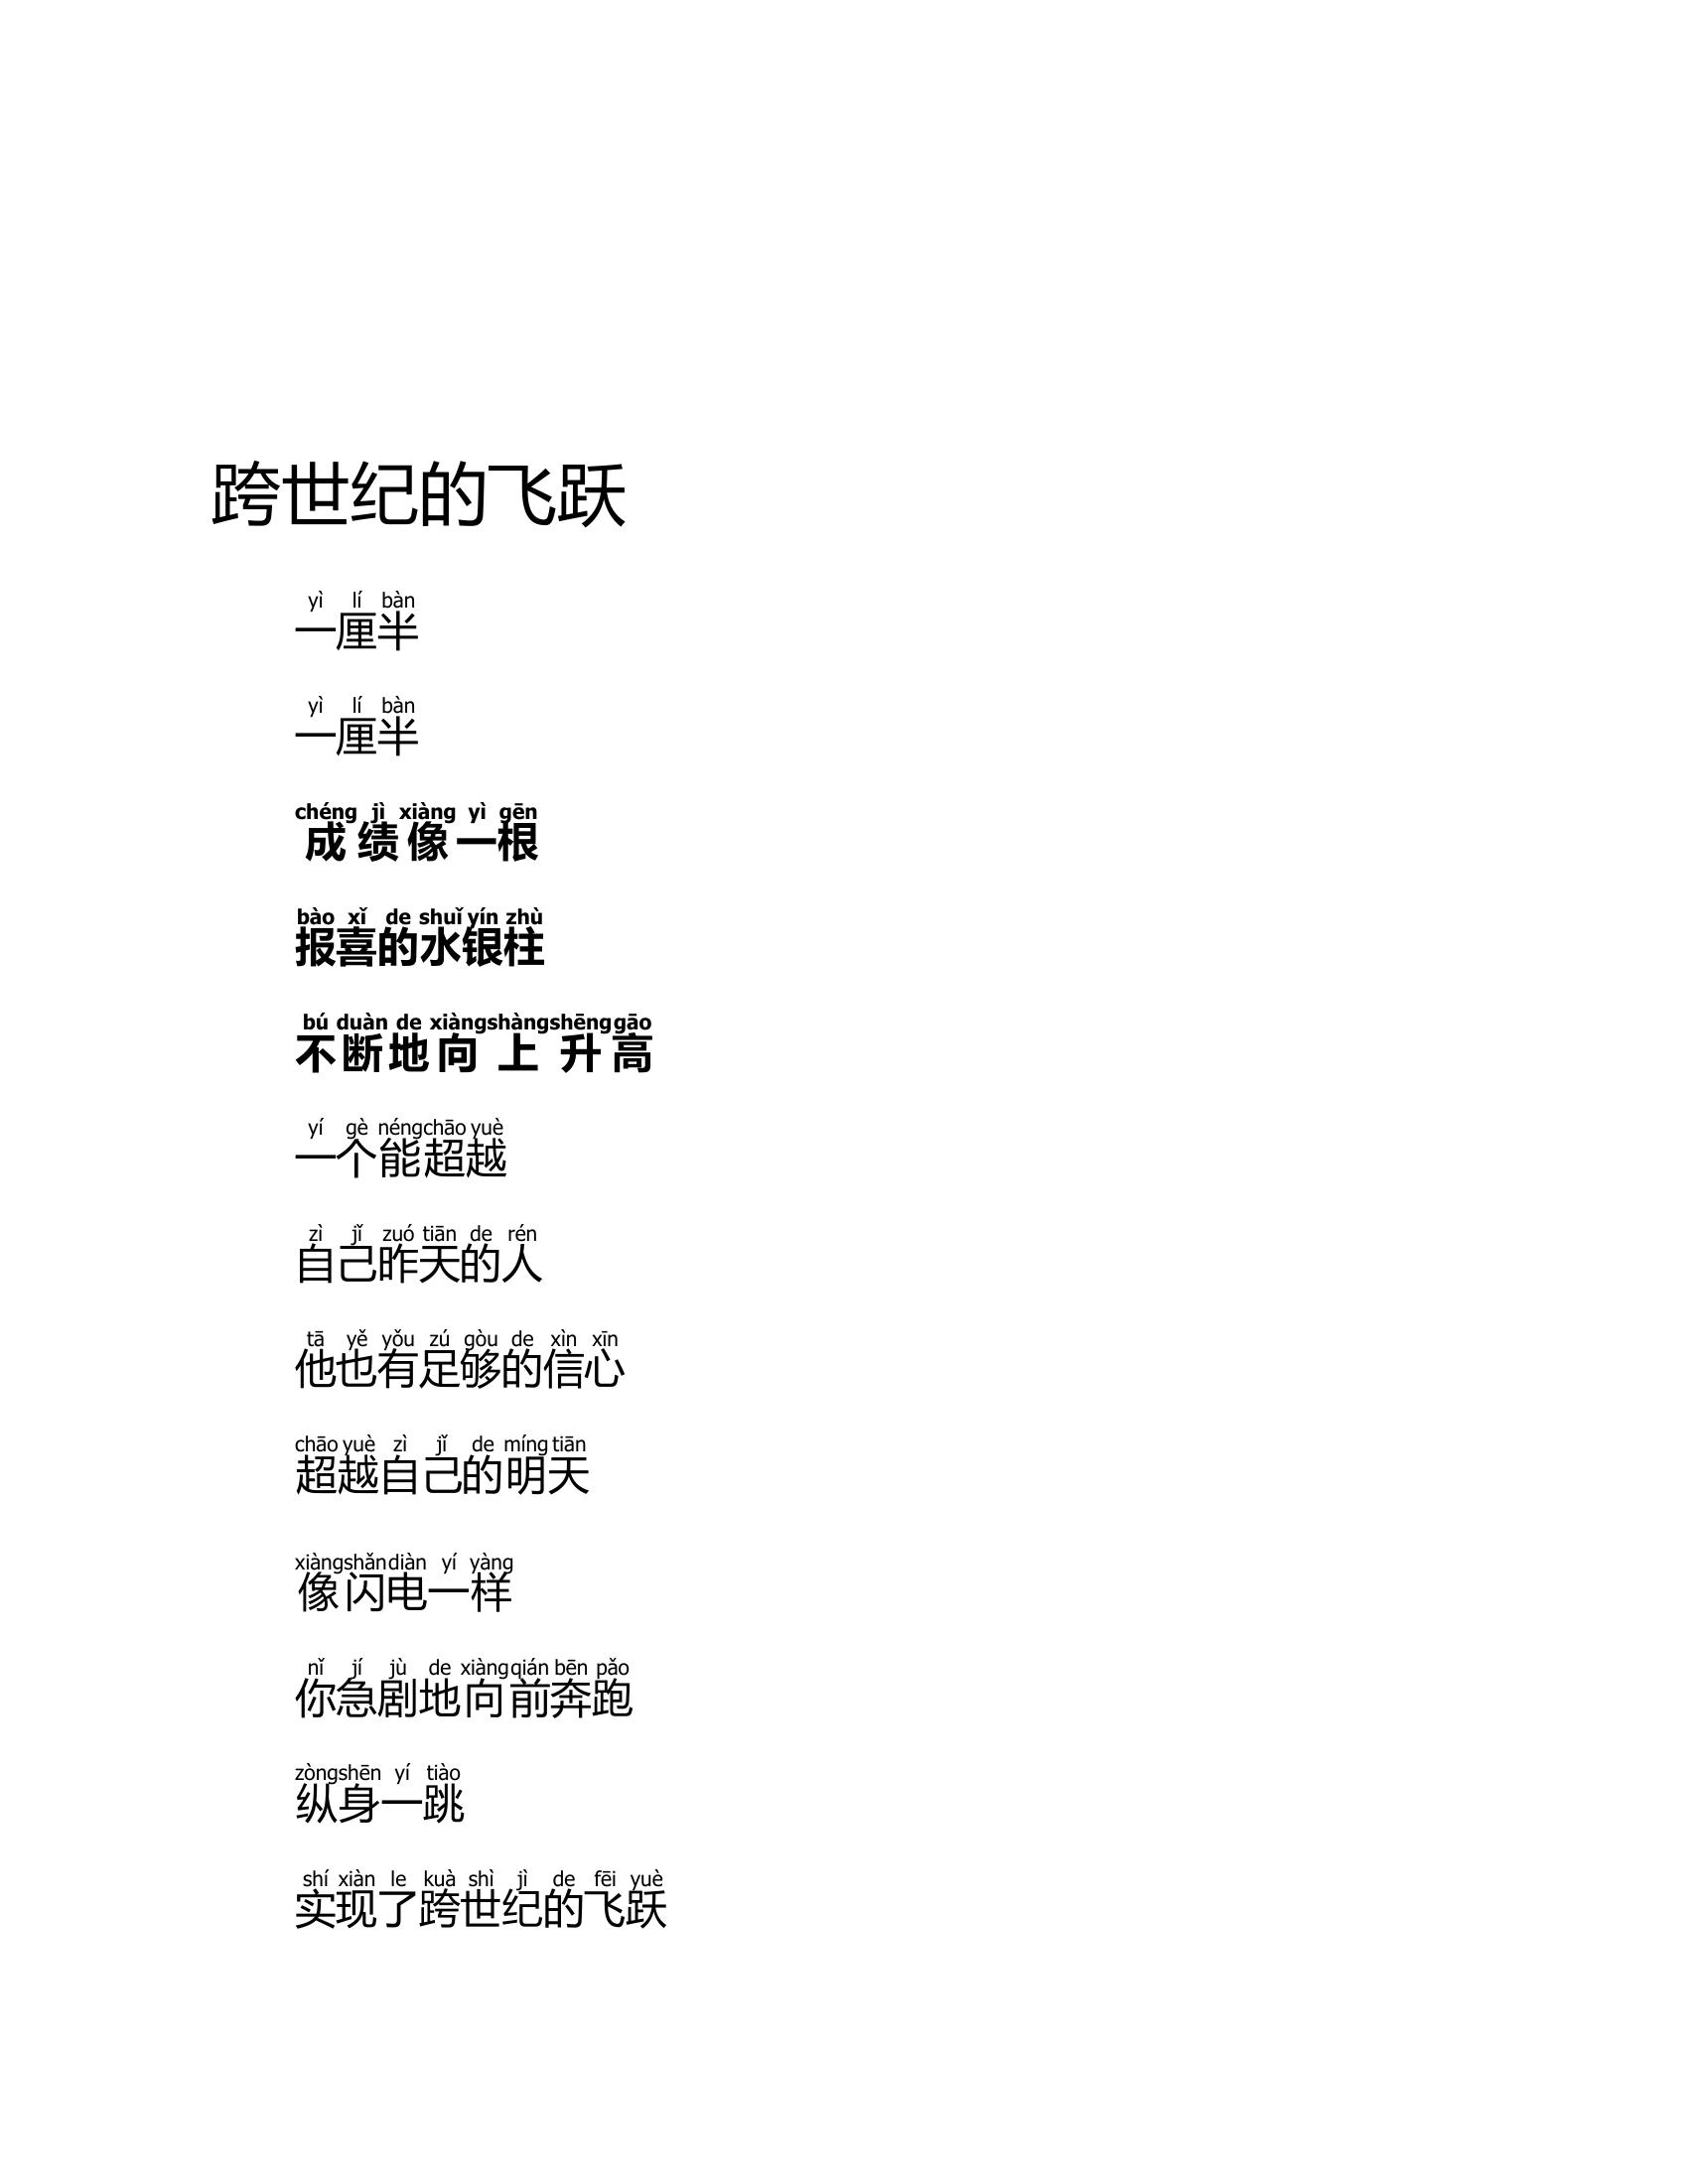 跨世纪的飞跃
yì lí bàn
一厘半
yì lí bàn
一厘半
chéng jì xiàng yì gēn
成绩像一根
bào xǐ de shuǐ yín zhù
报喜的水银柱
bú duàn de xiàng shàng shēng gāo
不断地向上升高
yí gè néng chāo yuè
一个能超越
zì jǐ zuó tiān de rén
自己昨天的人
tā yě yǒu zú gòu de xìn xīn
他也有足够的信心
chāo yuè zì jǐ de míng tiān
超越自己的明天
xiàng shǎn diàn yí yàng
像闪电一样
nǐ jí jù de xiàng qián bēn pǎo
你急剧地向前奔跑
zòng shēn yí tiào
纵身一跳
shí xiàn le kuà shì jì de fēi yuè
实现了跨世纪的飞跃